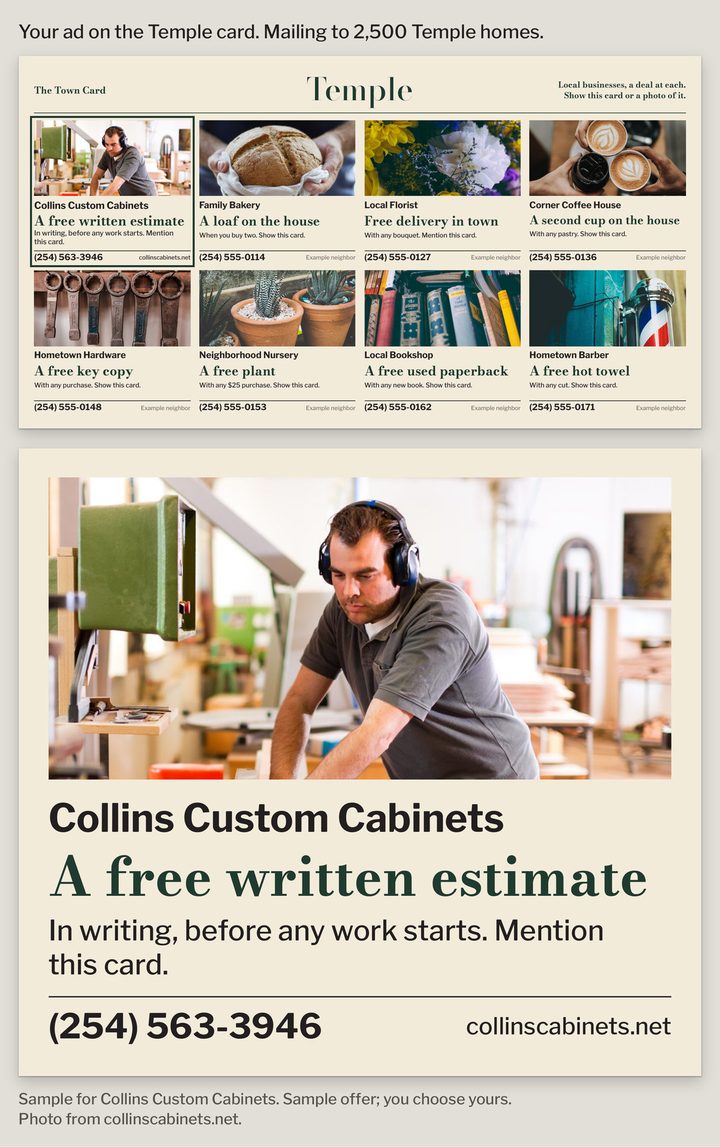 Your ad on the Temple card. Mailing to 2,500 Temple homes.
The Town Card
Temple
Local businesses, a deal at each.
Show this card or a photo of it.
Collins Custom Cabinets
A free written estimate
In writing, before any work starts. Mention
this card.
(254) 563-3946
collinscabinets.net
Family Bakery
A loaf on the house
When you buy two. Show this card.
(254) 555-0114
Example neighbor
Local Florist
Free delivery in town
With any bouquet. Mention this card.
(254) 555-0127
Example neighbor
Corner Coffee House
A second cup on the house
With any pastry. Show this card.
(254) 555-0136
Example neighbor
Hometown Hardware
A free key copy
With any purchase. Show this card.
(254) 555-0148
Example neighbor
Neighborhood Nursery
A free plant
With any $25 purchase. Show this card.
(254) 555-0153
Example neighbor
Local Bookshop
A free used paperback
With any new book. Show this card.
(254) 555-0162
Example neighbor
Hometown Barber
A free hot towel
With any cut. Show this card.
(254) 555-0171
Example neighbor
Collins Custom Cabinets
A free written estimate
In writing, before any work starts. Mention
this card.
(254) 563-3946
collinscabinets.net
Sample for Collins Custom Cabinets. Sample offer; you choose yours.
Photo from collinscabinets.net.